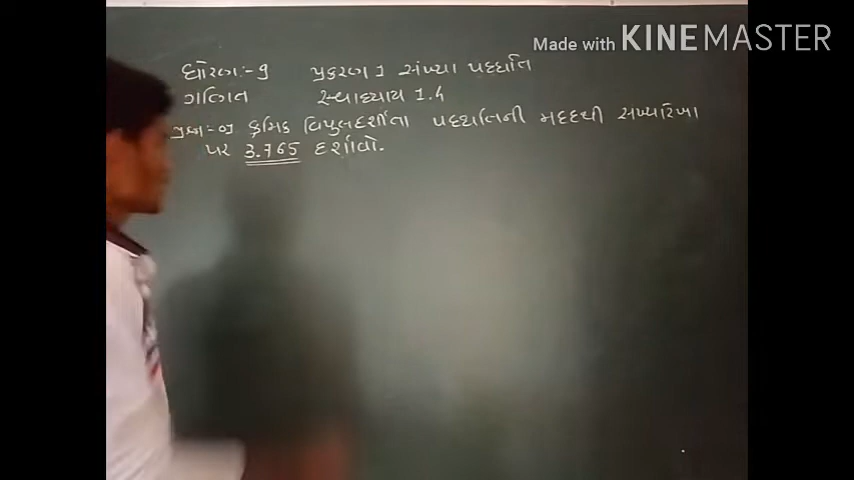 Made with KINEMASTER
ધોરણ:- 9 પ્રકરણ 1 સંખ્યા પદ્ધતિ
ગણિત સ્વાધ્યાય 1.4
પ્રશ્ન:-01 ક્રમિક વિપુલદર્શીતા પદ્ધતિની મદદથી સંખ્યારેખા
પર 3.765 દર્શાવો.